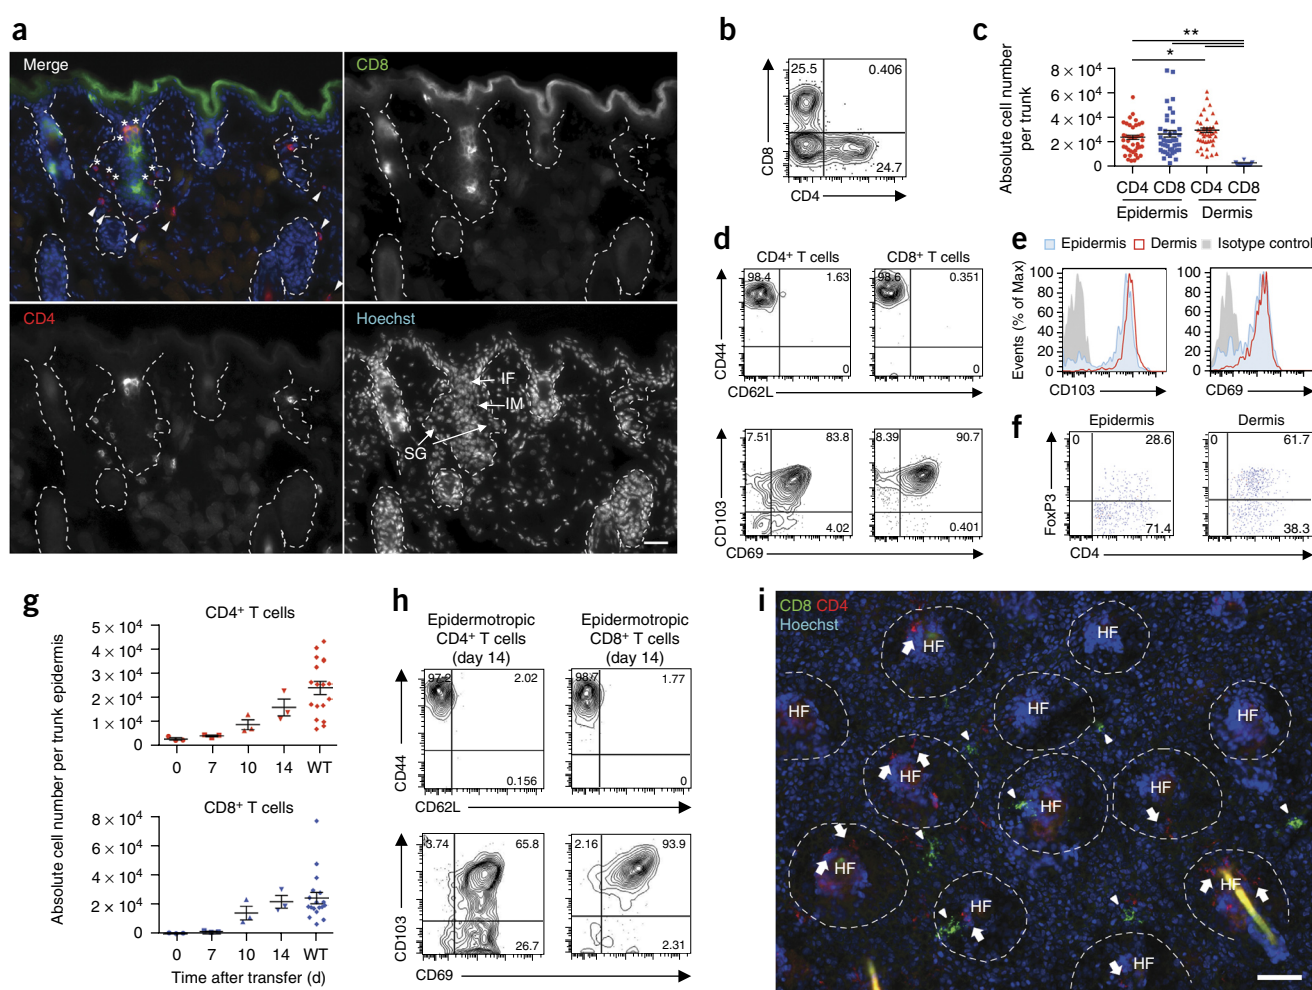 a
Merge
CD8
CD4
Hoechst
IF
IM
SG
b
25.5
0.406
24.7
CD8
CD4
c
**
*
Absolute cell number
per trunk
8 × 10⁴
6 × 10⁴
4 × 10⁴
2 × 10⁴
0
CD4 CD8 CD4 CD8
Epidermis Dermis
d
CD4⁺ T cells
CD8⁺ T cells
98.4
1.63
0
98.6
0.351
0
CD44
CD62L
7.51
83.8
4.02
8.39
90.7
0.401
CD103
CD69
e
Epidermis Dermis Isotype control
Events (% of Max)
100
80
60
40
20
0
CD103
100
80
60
40
20
0
CD69
f
Epidermis
Dermis
0
28.6
71.4
0
61.7
38.3
FoxP3
CD4
g
Absolute cell number per trunk epidermis
CD4⁺ T cells
5 × 10⁴
4 × 10⁴
3 × 10⁴
2 × 10⁴
1 × 10⁴
0
0 7 10 14 WT
CD8⁺ T cells
8 × 10⁴
6 × 10⁴
4 × 10⁴
2 × 10⁴
0
0 7 10 14 WT
Time after transfer (d)
h
Epidermotropic
CD4⁺ T cells
(day 14)
Epidermotropic
CD8⁺ T cells
(day 14)
97.2
2.02
0.156
98.7
1.77
0
CD44
CD62L
3.74
65.8
26.7
2.16
93.9
2.31
CD103
CD69
i
CD8 CD4
Hoechst
HF
HF
HF
HF
HF
HF
HF
HF
HF
HF
HF
HF